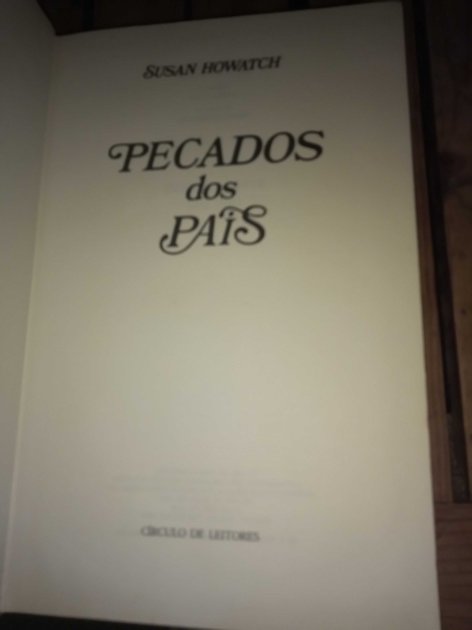 SUSAN HOWATCH
PECADOS
dos
PAIS
CÍRCULO DE LEITORES